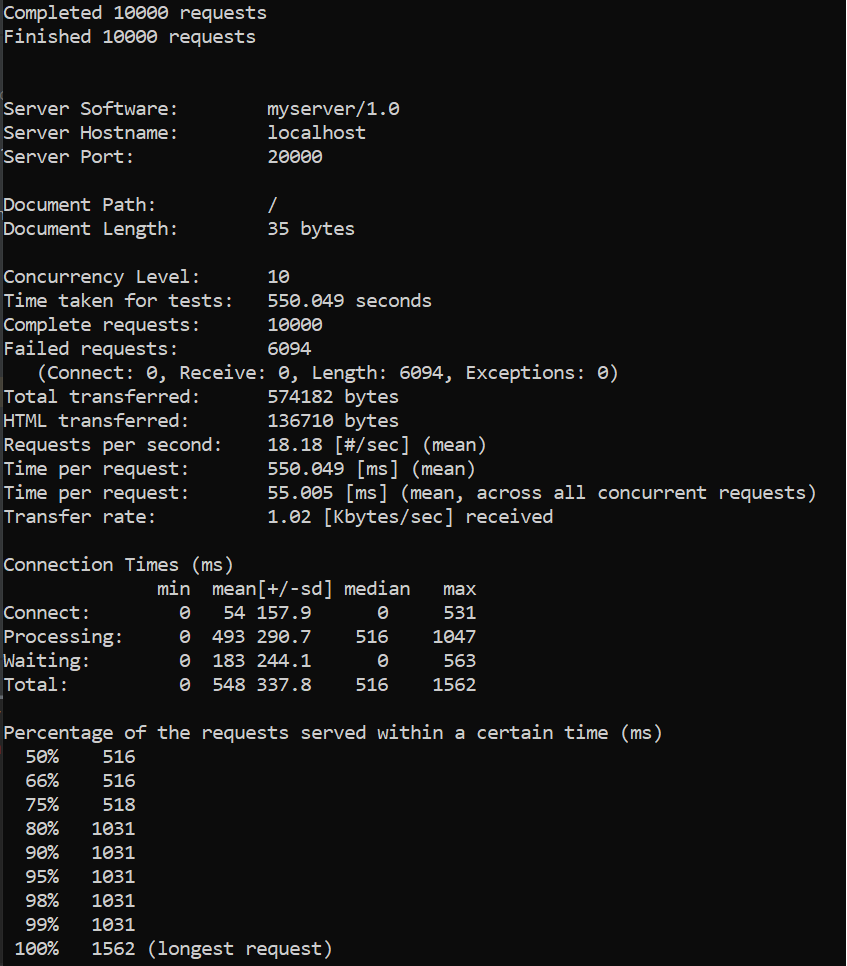 Completed 10000 requests
Finished 10000 requests
Server Software: myserver/1.0
Server Hostname: localhost
Server Port: 20000
Document Path: /
Document Length: 35 bytes
Concurrency Level: 10
Time taken for tests: 550.049 seconds
Complete requests: 10000
Failed requests: 6094
(Connect: 0, Receive: 0, Length: 6094, Exceptions: 0)
Total transferred: 574182 bytes
HTML transferred: 136710 bytes
Requests per second: 18.18 [#/sec] (mean)
Time per request: 550.049 [ms] (mean)
Time per request: 55.005 [ms] (mean, across all concurrent requests)
Transfer rate: 1.02 [Kbytes/sec] received
Connection Times (ms)
min mean[+/-sd] median max
Connect: 0 54 157.9 0 531
Processing: 0 493 290.7 516 1047
Waiting: 0 183 244.1 0 563
Total: 0 548 337.8 516 1562
Percentage of the requests served within a certain time (ms)
50% 516
66% 516
75% 518
80% 1031
90% 1031
95% 1031
98% 1031
99% 1031
100% 1562 (longest request)